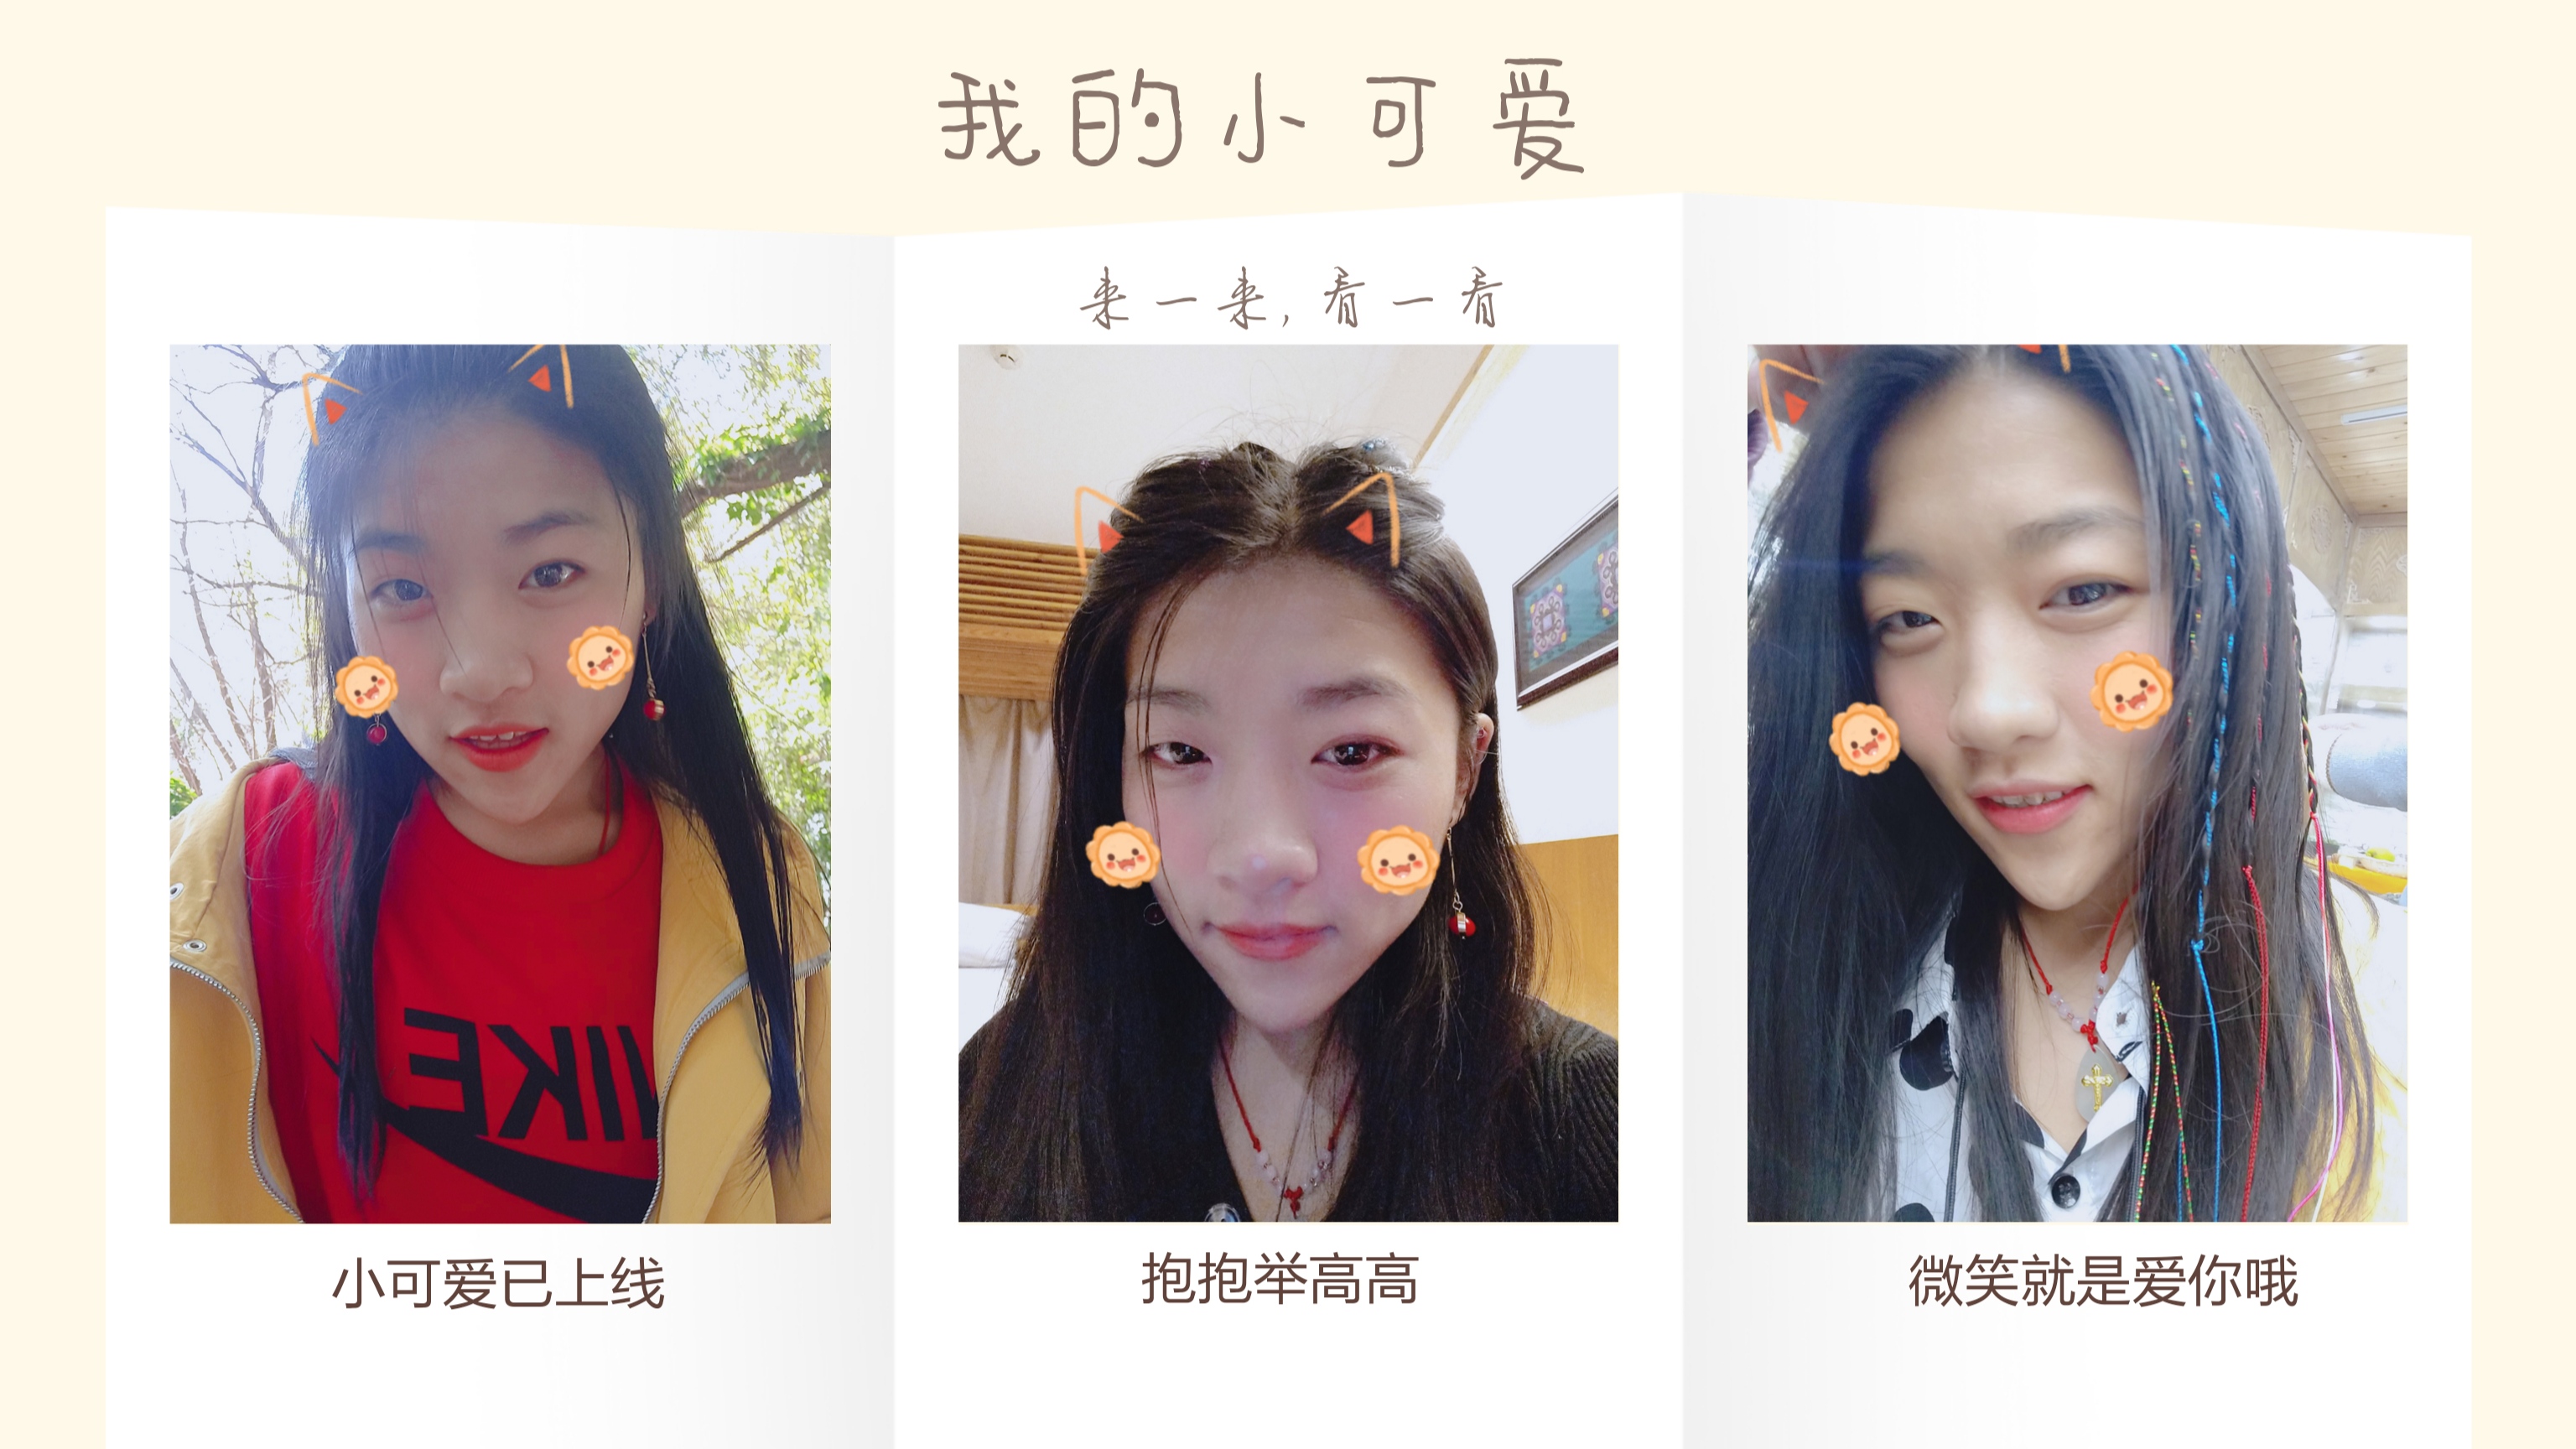 我的小可爱
来一来，看一看
NIKE
小可爱已上线
抱抱举高高
微笑就是爱你哦